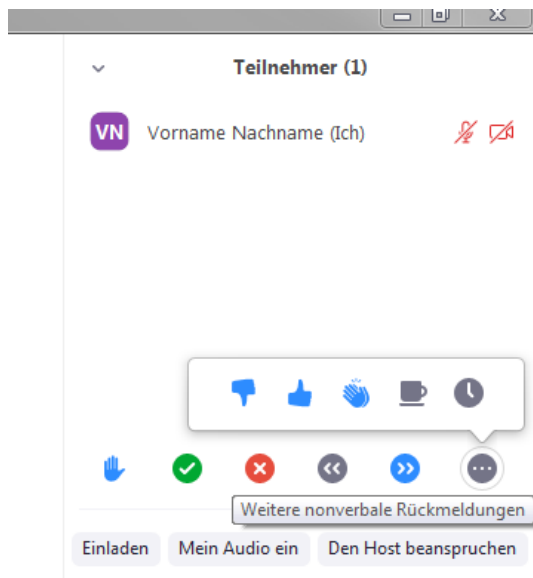 Teilnehmer (1)
VN Vorname Nachname (Ich)
Weitere nonverbale Rückmeldungen
Einladen Mein Audio ein Den Host beanspruchen